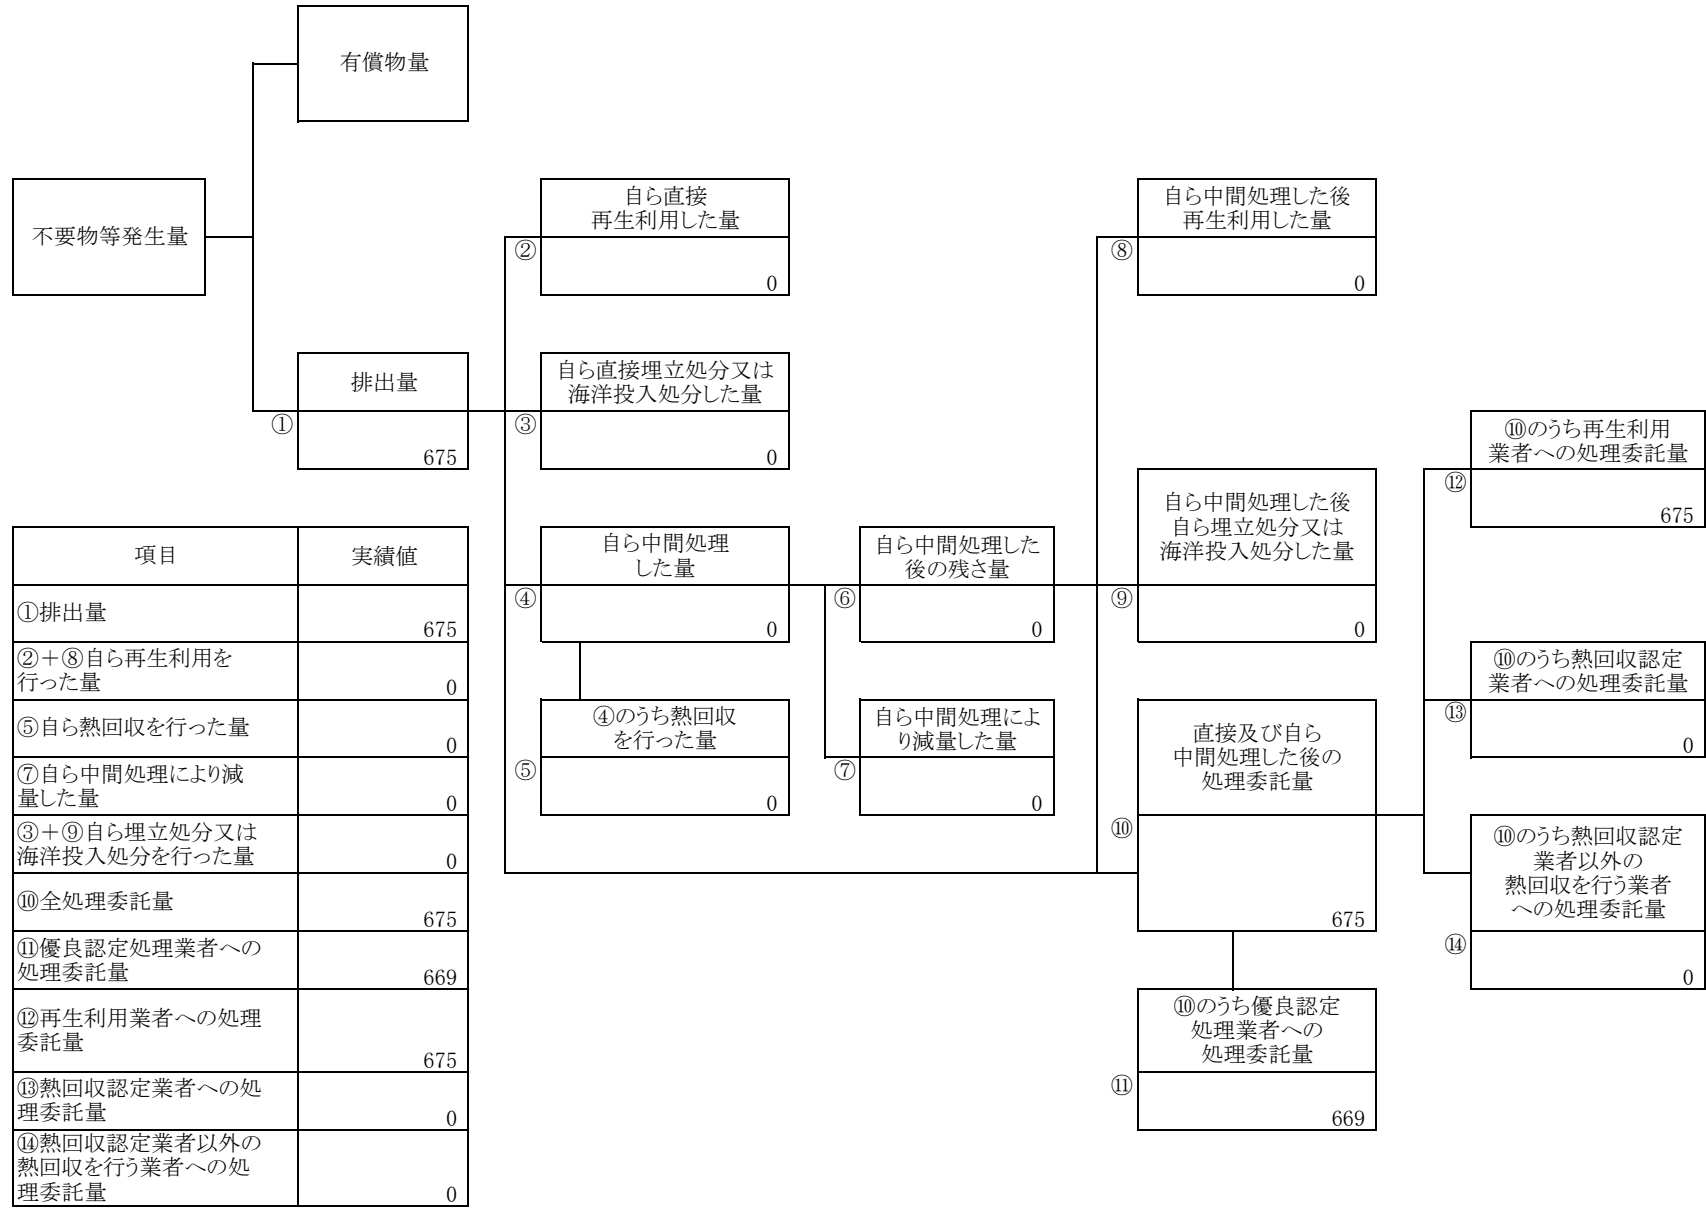 有償物量
不要物等発生量
排出量
①
675
自ら直接
再生利用した量
②
0
自ら直接埋立処分又は
海洋投入処分した量
③
0
自ら中間処理
した量
④
0
④のうち熱回収
を行った量
⑤
0
自ら中間処理した
後の残さ量
⑥
0
自ら中間処理によ
り減量した量
⑦
0
自ら中間処理した後
再生利用した量
⑧
0
自ら中間処理した後
自ら埋立処分又は
海洋投入処分した量
⑨
0
直接及び自ら
中間処理した後の
処理委託量
⑩
675
⑩のうち優良認定
処理業者への
処理委託量
⑪
669
⑩のうち再生利用
業者への処理委託量
⑫
675
⑩のうち熱回収認定
業者への処理委託量
⑬
0
⑩のうち熱回収認定
業者以外の
熱回収を行う業者
への処理委託量
⑭
0
項目 実績値
①排出量
675
②＋⑧自ら再生利用を
行った量
0
⑤自ら熱回収を行った量
0
⑦自ら中間処理により減
量した量
0
③＋⑨自ら埋立処分又は
海洋投入処分を行った量
0
⑩全処理委託量
675
⑪優良認定処理業者への
処理委託量
669
⑫再生利用業者への処理
委託量
675
⑬熱回収認定業者への処
理委託量
0
⑭熱回収認定業者以外の
熱回収を行う業者への処
理委託量
0